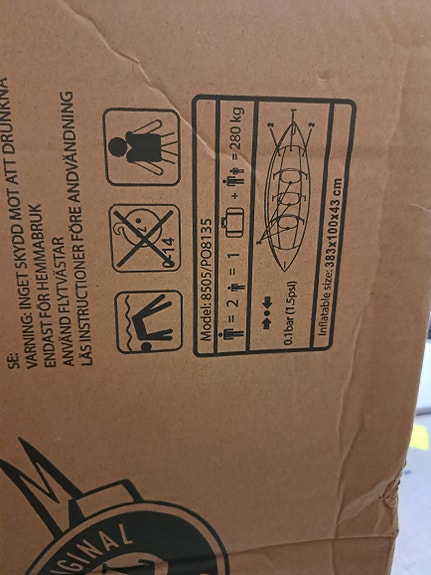 SE:
VARNING: INGET SKYDD MOT ATT DRUNKNA
ENDAST FÖR HEMMABRUK
ANVÄND FLYTVÄSTAR
LÄS INSTRUCTIONER FÖRE ANDVÄNDNING
0-14
Model: 8505/PO8135
= 2 = 1 + = 280 kg
0.1bar (1.5psi)
Inflatable size: 383x100x43 cm